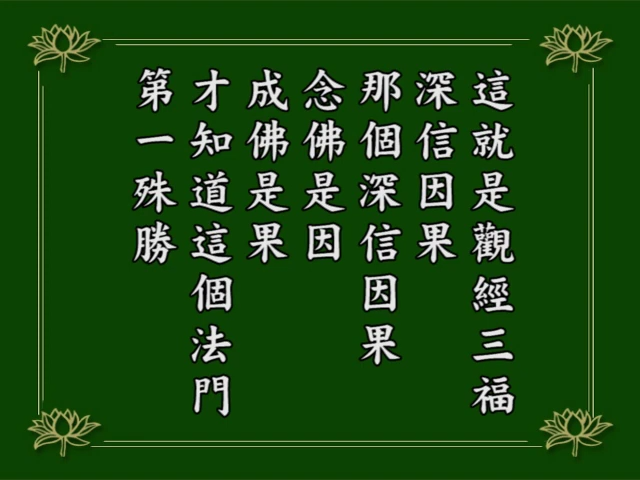 這就是觀經三福
深信因果
那個深信因果
念佛是因
成佛是果
才知道這個法門
第一殊勝